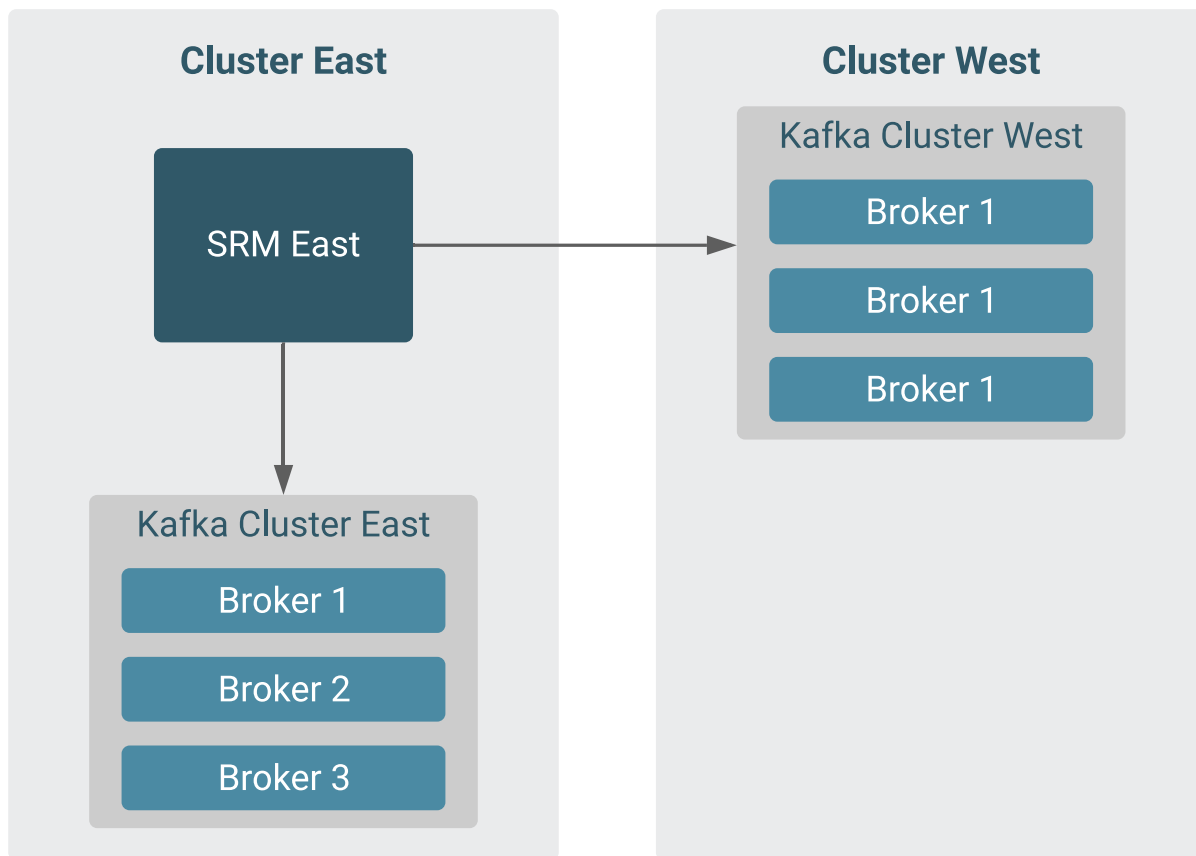 Cluster East
SRM East
Kafka Cluster East
Broker 1
Broker 2
Broker 3
Cluster West
Kafka Cluster West
Broker 1
Broker 1
Broker 1